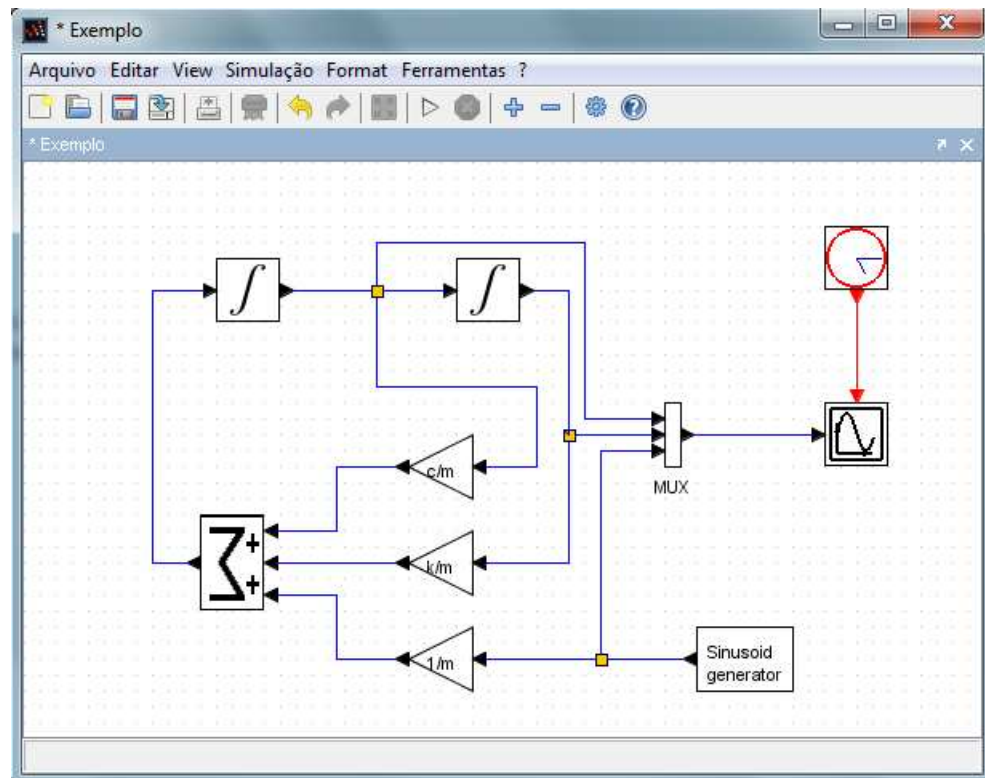 * Exemplo
Arquivo Editar View Simulação Format Ferramentas ?
* Exemplo
c/m
MUX
k/m
1/m
Sinusoid
generator